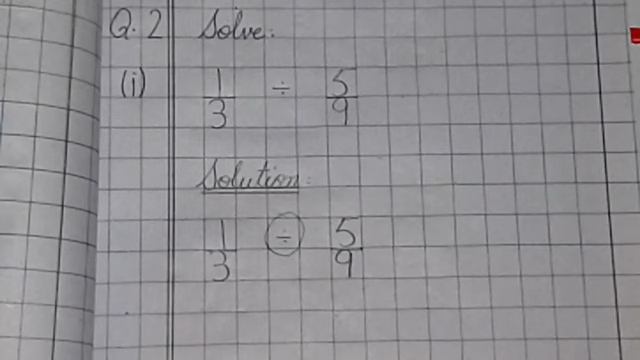 Q. 2 Solve:
(i) 1/3 ÷ 5/9
Solution:
1/3 ÷ 5/9